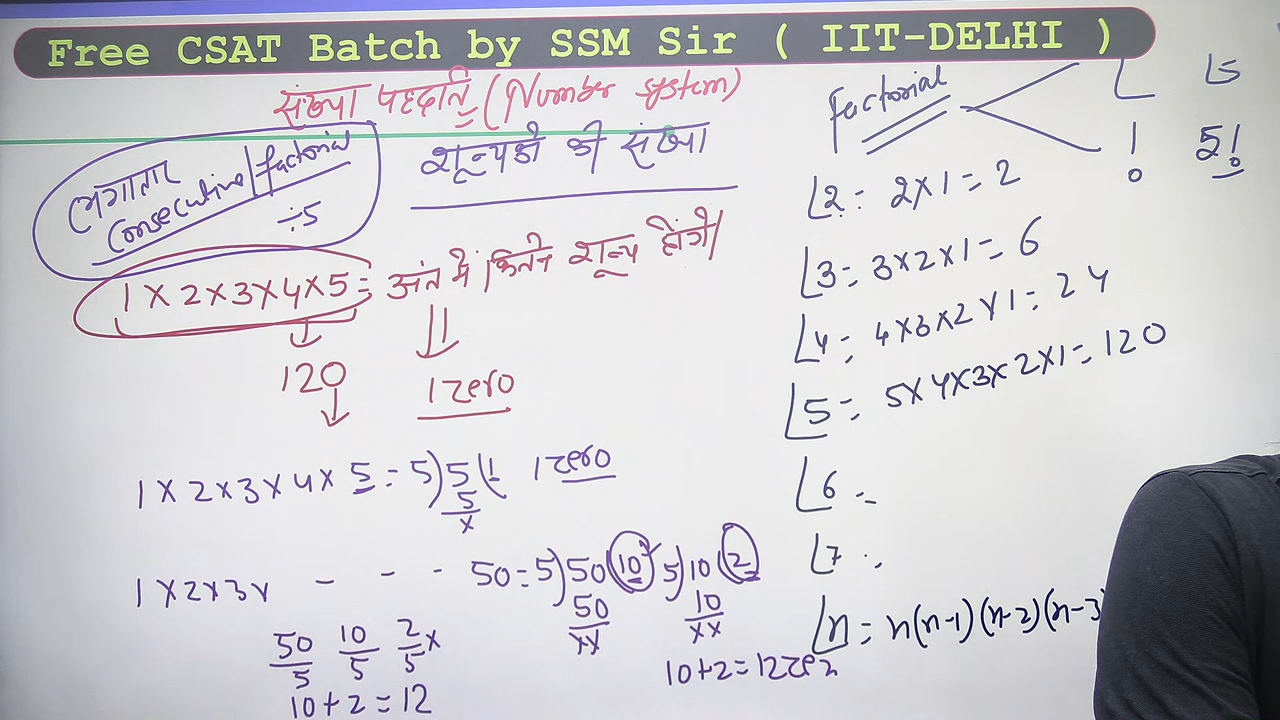 Free CSAT Batch by SSM Sir ( IIT-DELHI )
संख्या पद्दति (Number system)
लगातार
Consecutive/factorial
÷5
शून्यको की संख्या
1 × 2 × 3 × 4 × 5 = अंत में कितने शून्य होंगे/
120
1 zero
1 × 2 × 3 × 4 × 5 = 5)5(1 1 zero
5
×
1 × 2 × 3 × - - - 50 = 5)50(10 5)10(2
50
××
10
××
10+2=12 zero
50/5 10/5 2/5 ×
10 + 2 = 12
factorial
∟ ∟5
! 5!
∟2 = 2×1 = 2
∟3 = 3×2×1 = 6
∟4 = 4×3×2×1 = 24
∟5 = 5×4×3×2×1 = 120
∟6 =
∟7 :
∟n = n(n-1)(n-2)(n-3)